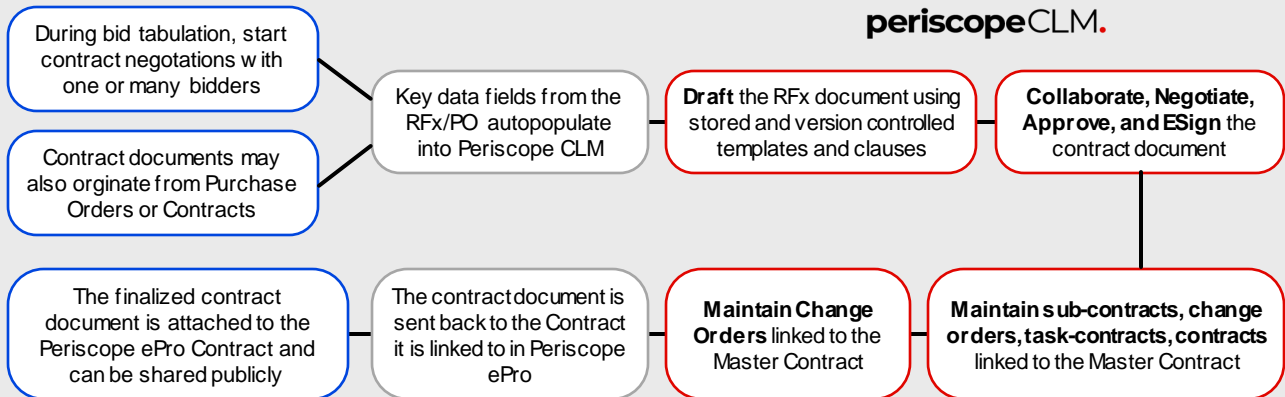 periscopeCLM.
During bid tabulation, start
contract negotations with
one or many bidders
Contract documents may
also orginate from Purchase
Orders or Contracts
Key data fields from the
RFx/PO autopopulate
into Periscope CLM
Draft the RFx document using
stored and version controlled
templates and clauses
Collaborate, Negotiate,
Approve, and ESign the
contract document
The finalized contract
document is attached to the
Periscope ePro Contract and
can be shared publicly
The contract document is
sent back to the Contract
it is linked to in Periscope
ePro
Maintain Change
Orders linked to the
Master Contract
Maintain sub-contracts, change
orders, task-contracts, contracts
linked to the Master Contract